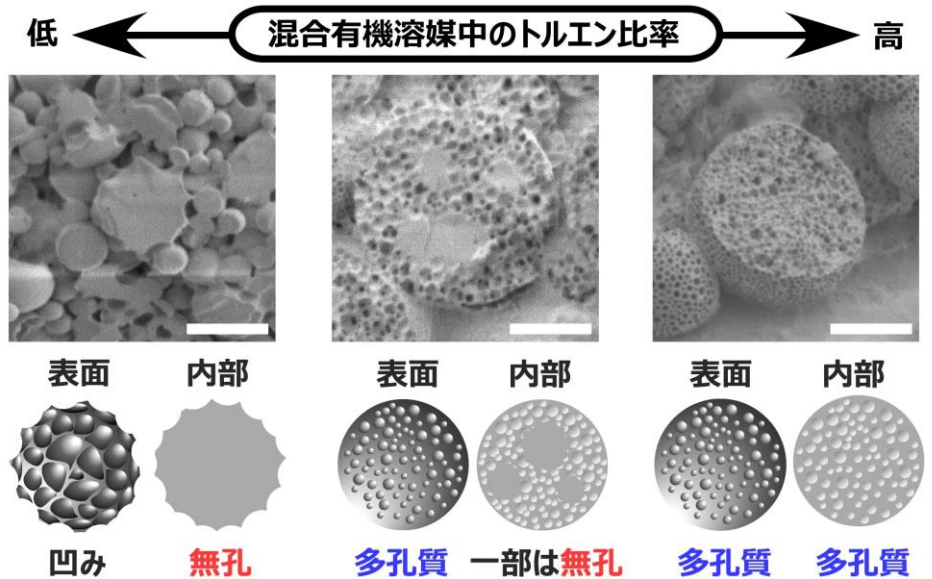 低 混合有機溶媒中のトルエン比率 高
表面 内部 表面 内部 表面 内部
凹み 無孔 多孔質 一部は無孔 多孔質 多孔質